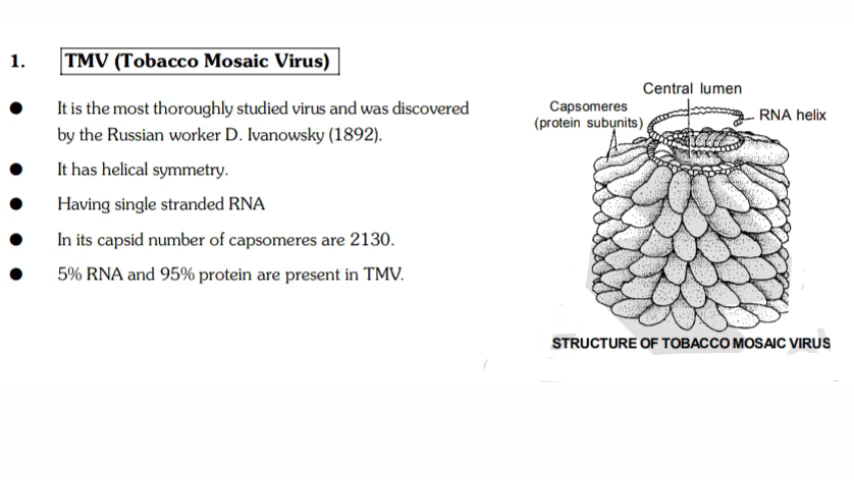 1. TMV (Tobacco Mosaic Virus)
● It is the most thoroughly studied virus and was discovered
by the Russian worker D. Ivanowsky (1892).
● It has helical symmetry.
● Having single stranded RNA
● In its capsid number of capsomeres are 2130.
● 5% RNA and 95% protein are present in TMV.
Central lumen
Capsomeres
(protein subunits)
RNA helix
STRUCTURE OF TOBACCO MOSAIC VIRUS